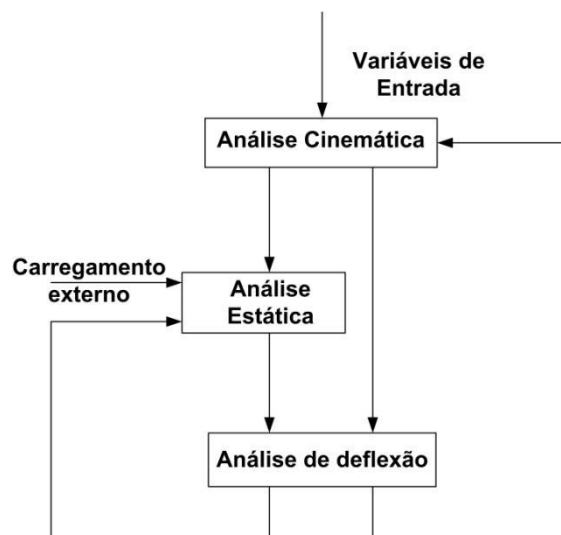 Variáveis de
Entrada
Análise Cinemática
Carregamento
externo
Análise
Estática
Análise de deflexão